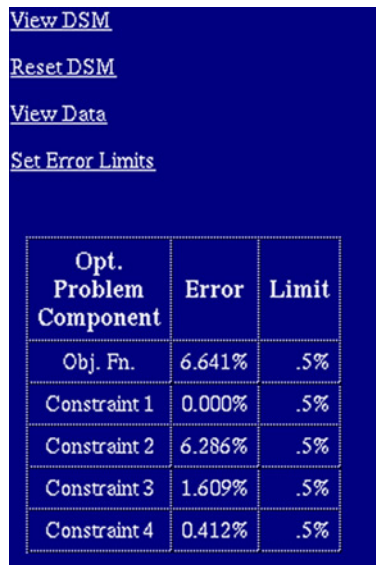 View DSM
Reset DSM
View Data
Set Error Limits
Opt.
Problem Error Limit
Component
Obj. Fn. 6.641% .5%
Constraint 1 0.000% .5%
Constraint 2 6.286% .5%
Constraint 3 1.609% .5%
Constraint 4 0.412% .5%